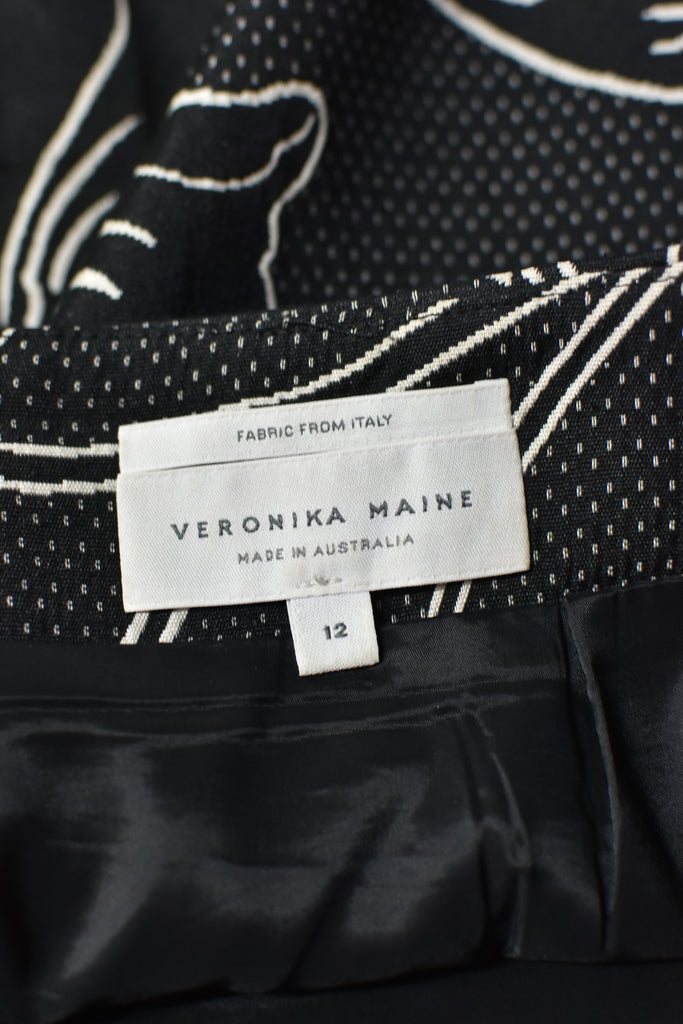 FABRIC FROM ITALY
VERONIKA MAINE
MADE IN AUSTRALIA
12